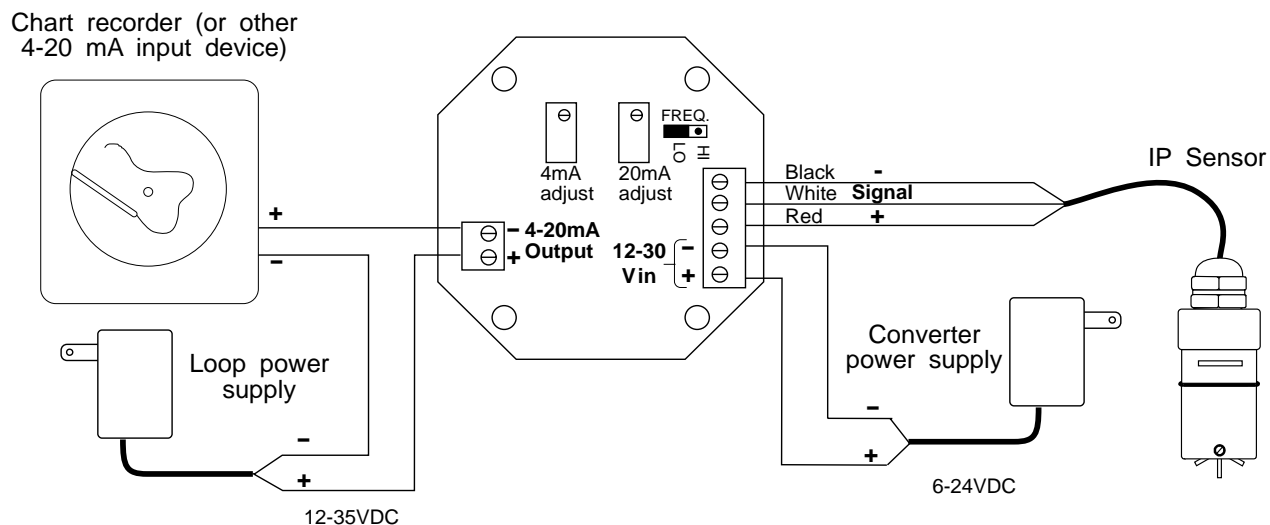 Chart recorder (or other
4-20 mA input device)
+
-
Loop power
supply
-
+
12-35VDC
4mA
adjust
20mA
adjust
FREQ.
LO
HI
- 4-20mA
+ Output
12-30
Vin
-
+
Black -
White Signal
Red +
IP Sensor
Converter
power supply
-
+
6-24VDC